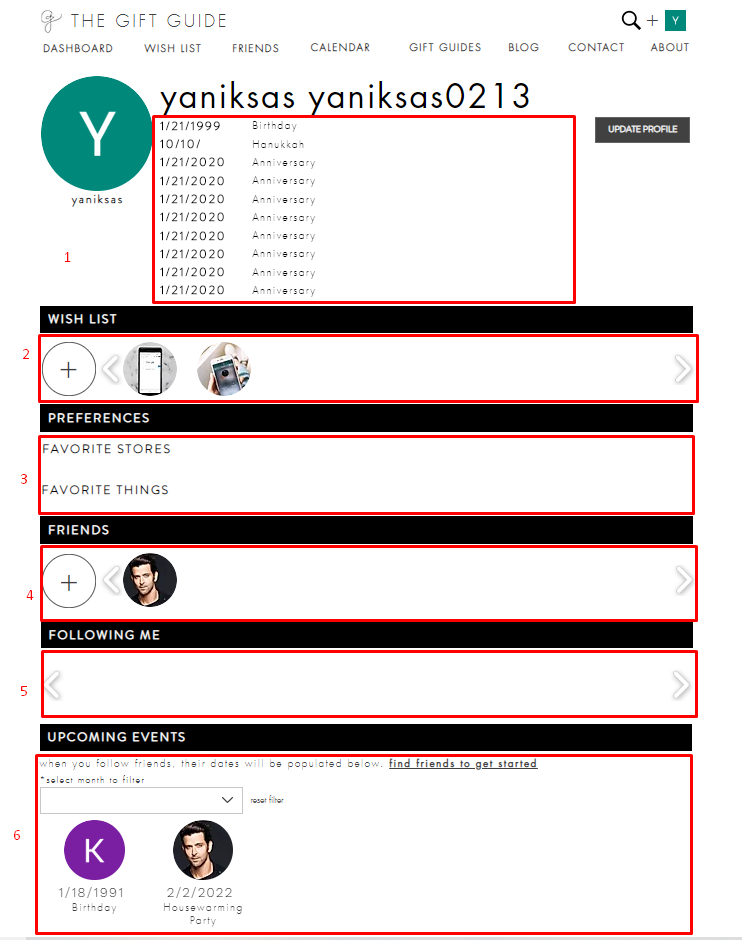 THE GIFT GUIDE
+ Y
DASHBOARD WISH LIST FRIENDS CALENDAR GIFT GUIDES BLOG CONTACT ABOUT
Y
yaniksas yaniksas0213
UPDATE PROFILE
yaniksas
1/21/1999 Birthday
10/10/ Hanukkah
1/21/2020 Anniversary
1/21/2020 Anniversary
1/21/2020 Anniversary
1/21/2020 Anniversary
1/21/2020 Anniversary
1/21/2020 Anniversary
1/21/2020 Anniversary
1/21/2020 Anniversary
1
WISH LIST
2
+
PREFERENCES
3
FAVORITE STORES
FAVORITE THINGS
FRIENDS
4
+
FOLLOWING ME
5
UPCOMING EVENTS
when you follow friends, their dates will be populated below. find friends to get started
*select month to filter
reset filter
6
K
1/18/1991 2/2/2022
Birthday Housewarming
Party